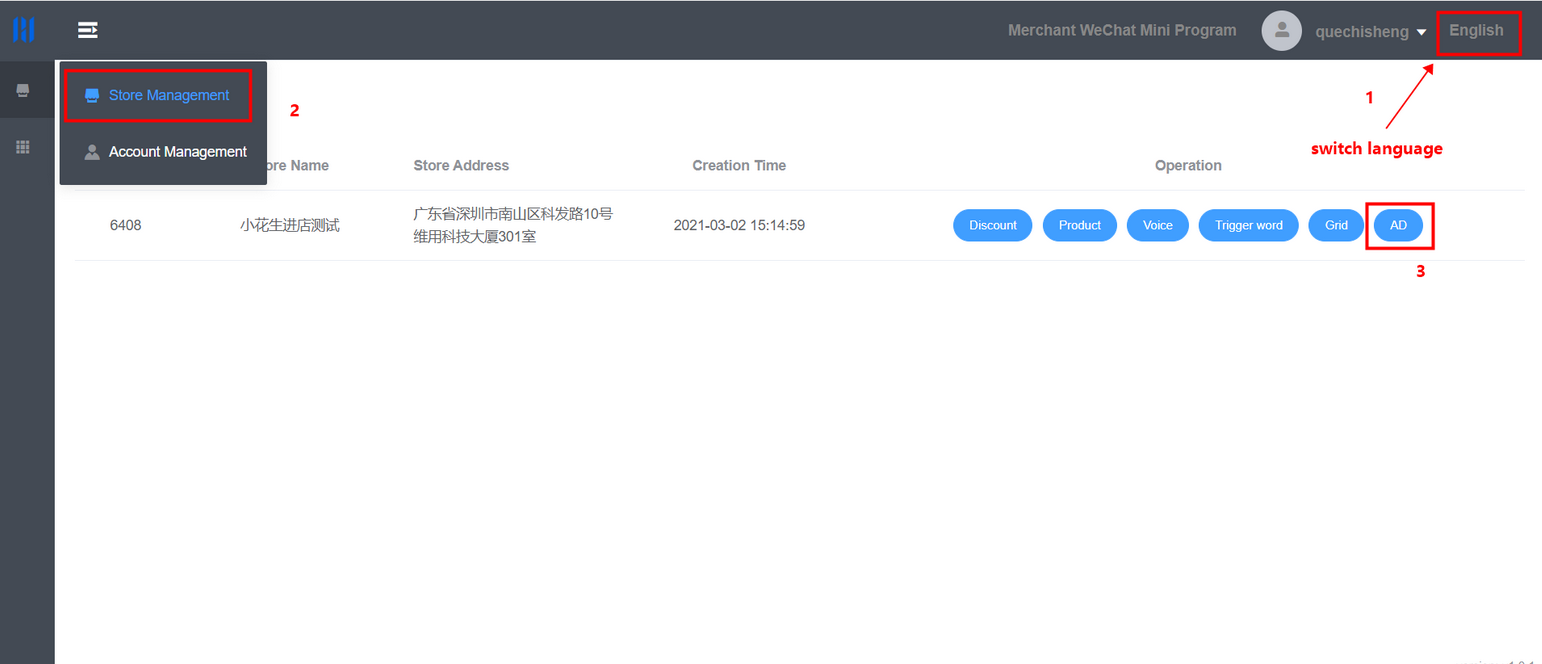 Merchant WeChat Mini Program
quechisheng
English
Store Management
2
1
Account Management
switch language
ore Name
Store Address
Creation Time
Operation
6408
小花生进店测试
广东省深圳市南山区科发路10号
维用科技大厦301室
2021-03-02 15:14:59
Discount
Product
Voice
Trigger word
Grid
AD
3